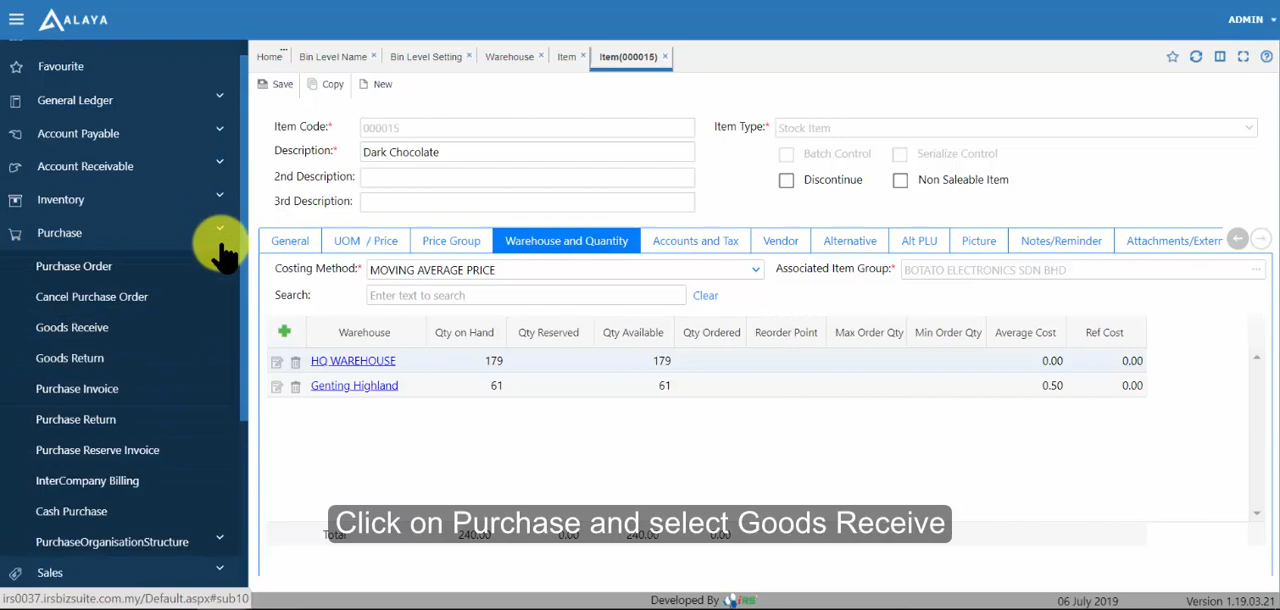 ALAYA
ADMIN
Favourite
General Ledger
Account Payable
Account Receivable
Inventory
Purchase
Purchase Order
Cancel Purchase Order
Goods Receive
Goods Return
Purchase Invoice
Purchase Return
Purchase Reserve Invoice
InterCompany Billing
Cash Purchase
PurchaseOrganisationStructure
Sales
irs0037.irsbizsuite.com.my/Default.aspx#sub10
Home Bin Level Name × Bin Level Setting × Warehouse × Item × Item(000015) ×
Save Copy New
Item Code:* 000015 Item Type:* Stock Item
Description:* Dark Chocolate Batch Control Serialize Control
2nd Description: Discontinue Non Saleable Item
3rd Description:
General UOM / Price Price Group Warehouse and Quantity Accounts and Tax Vendor Alternative Alt PLU Picture Notes/Reminder Attachments/Extern
Costing Method:* MOVING AVERAGE PRICE Associated Item Group:* BOTATO ELECTRONICS SDN BHD ...
Search: Enter text to search Clear
Warehouse Qty on Hand Qty Reserved Qty Available Qty Ordered Reorder Point Max Order Qty Min Order Qty Average Cost Ref Cost
HQ WAREHOUSE 179 179 0.00 0.00
Genting Highland 61 61 0.50 0.00
Click on Purchase and select Goods Receive
Total 240.00 0.00 240.00 0.00
Developed By iRS 06 July 2019 Version 1.19.03.21